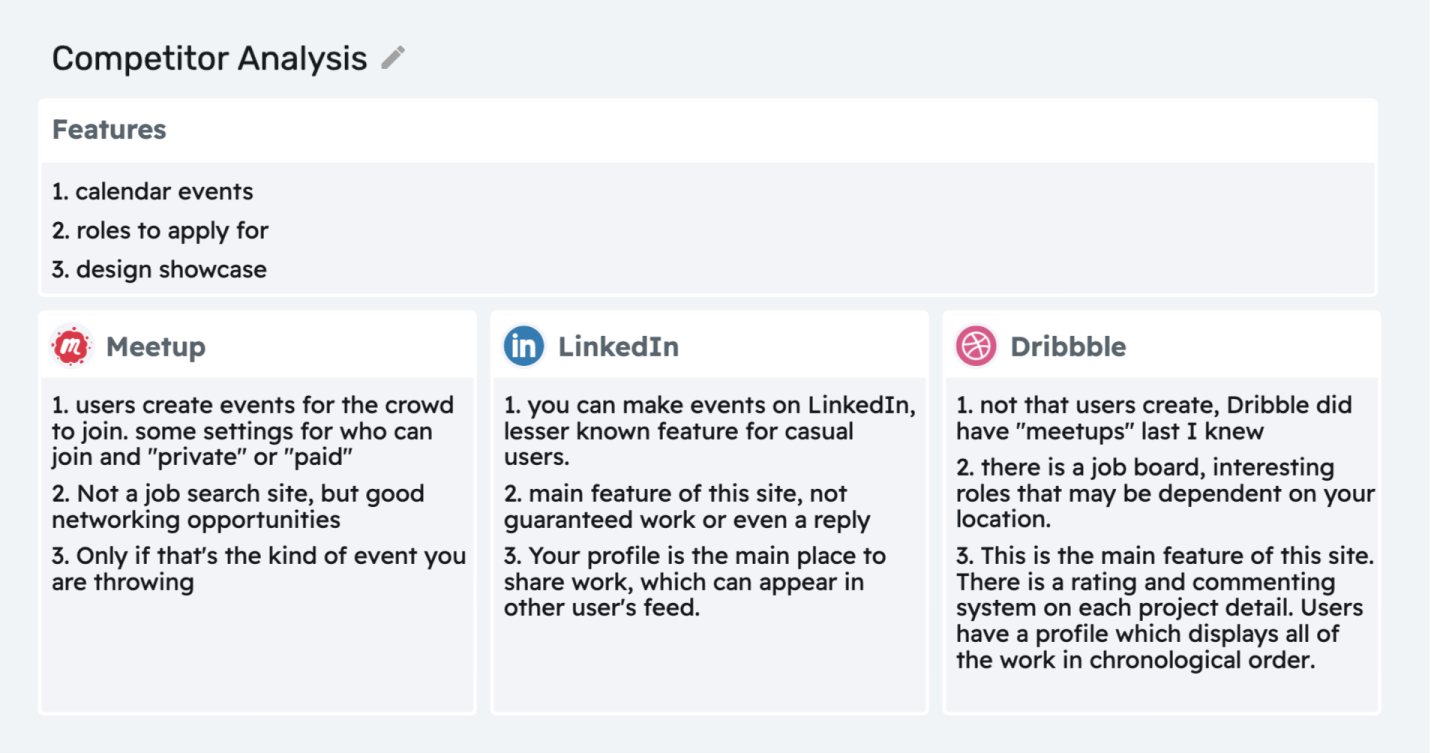 Competitor Analysis
Features
1. calendar events
2. roles to apply for
3. design showcase
Meetup
1. users create events for the crowd
to join. some settings for who can
join and "private" or "paid"
2. Not a job search site, but good
networking opportunities
3. Only if that's the kind of event you
are throwing
LinkedIn
1. you can make events on LinkedIn,
lesser known feature for casual
users.
2. main feature of this site, not
guaranteed work or even a reply
3. Your profile is the main place to
share work, which can appear in
other user's feed.
Dribbble
1. not that users create, Dribble did
have "meetups" last I knew
2. there is a job board, interesting
roles that may be dependent on your
location.
3. This is the main feature of this site.
There is a rating and commenting
system on each project detail. Users
have a profile which displays all of
the work in chronological order.